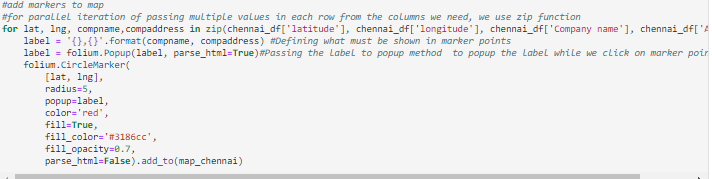 #add markers to map
#for parallel iteration of passing multiple values in each row from the columns we need, we use zip function
for lat, lng, compname,compaddress in zip(chennai_df['latitude'], chennai_df['longitude'], chennai_df['Company name'], chennai_df['A
    label = '{},{}'.format(compname, compaddress) #Defining what must be shown in marker points
    label = folium.Popup(label, parse_html=True)#Passing the Label to popup method  to popup the label while we click on marker poin
    folium.CircleMarker(
        [lat, lng],
        radius=5,
        popup=label,
        color='red',
        fill=True,
        fill_color='#3186cc',
        fill_opacity=0.7,
        parse_html=False).add_to(map_chennai)